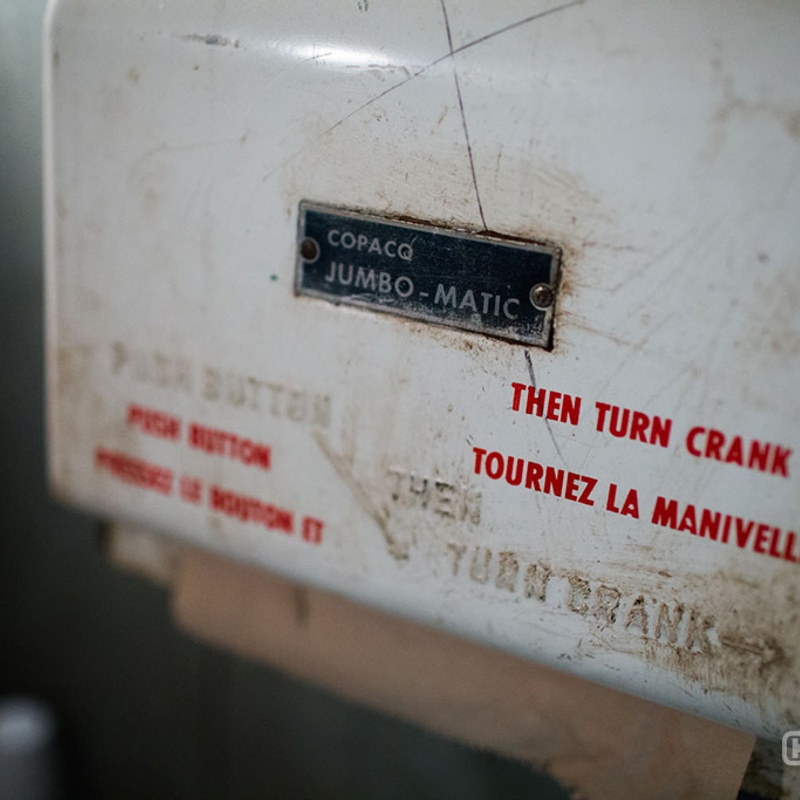 COPACQ
JUMBO-MATIC
PUSH BUTTON
THEN TURN CRANK
PUSH BUTTON
TOURNEZ LA MANIVELL
PRESSEZ LE BOUTON ET
THEN
TURN CRANK